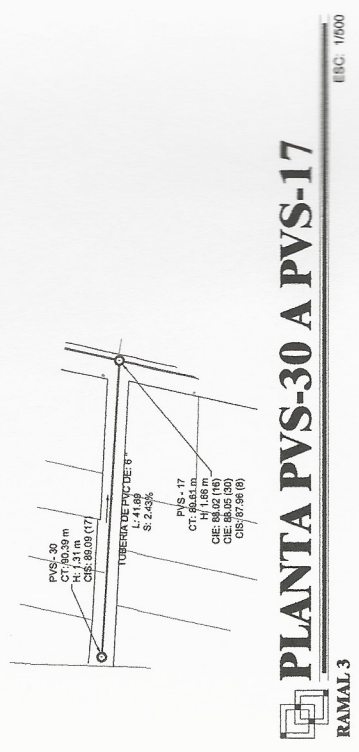 PVS - 30
CT: 90.39 m
H: 1.31 m
CIS: 89.09 (17)
TUBERIA DE PVC DE: 6 "
L: 41.89
S: 2.43%
PVS - 17
CT: 89.61 m
H: 1.66 m
CIE: 88.02 (16)
CIE: 88.05 (30)
CIS: 87.96 (8)
PLANTA PVS-30 A PVS-17
RAMAL 3
ESC: 1/500